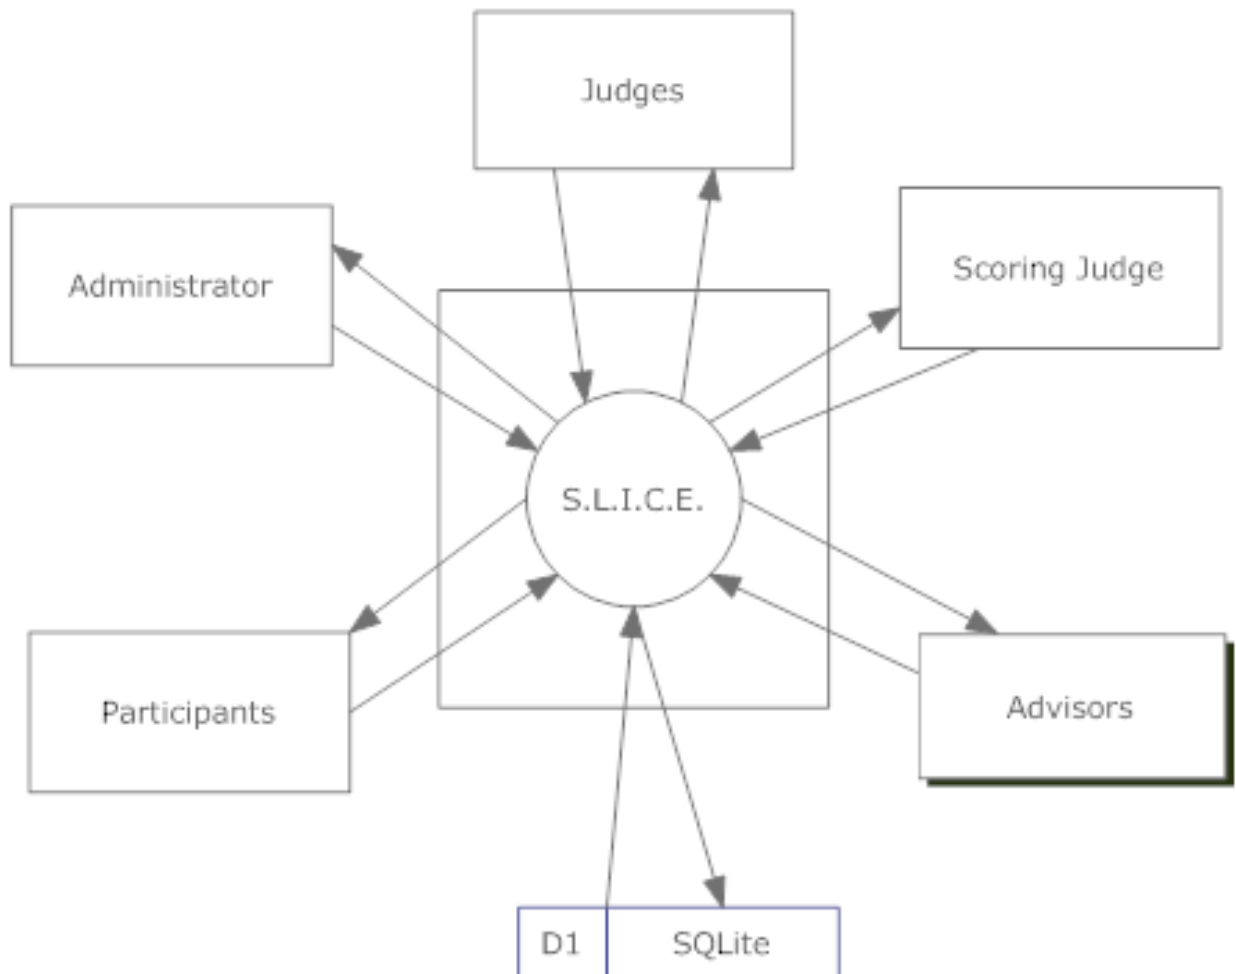 Judges
Scoring Judge
Administrator
S.L.I.C.E.
Participants
Advisors
D1 SQLite